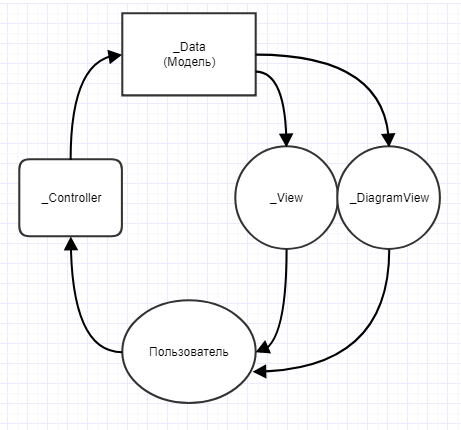 _Data
(Модель)
_Controller
_View
_DiagramView
Пользователь